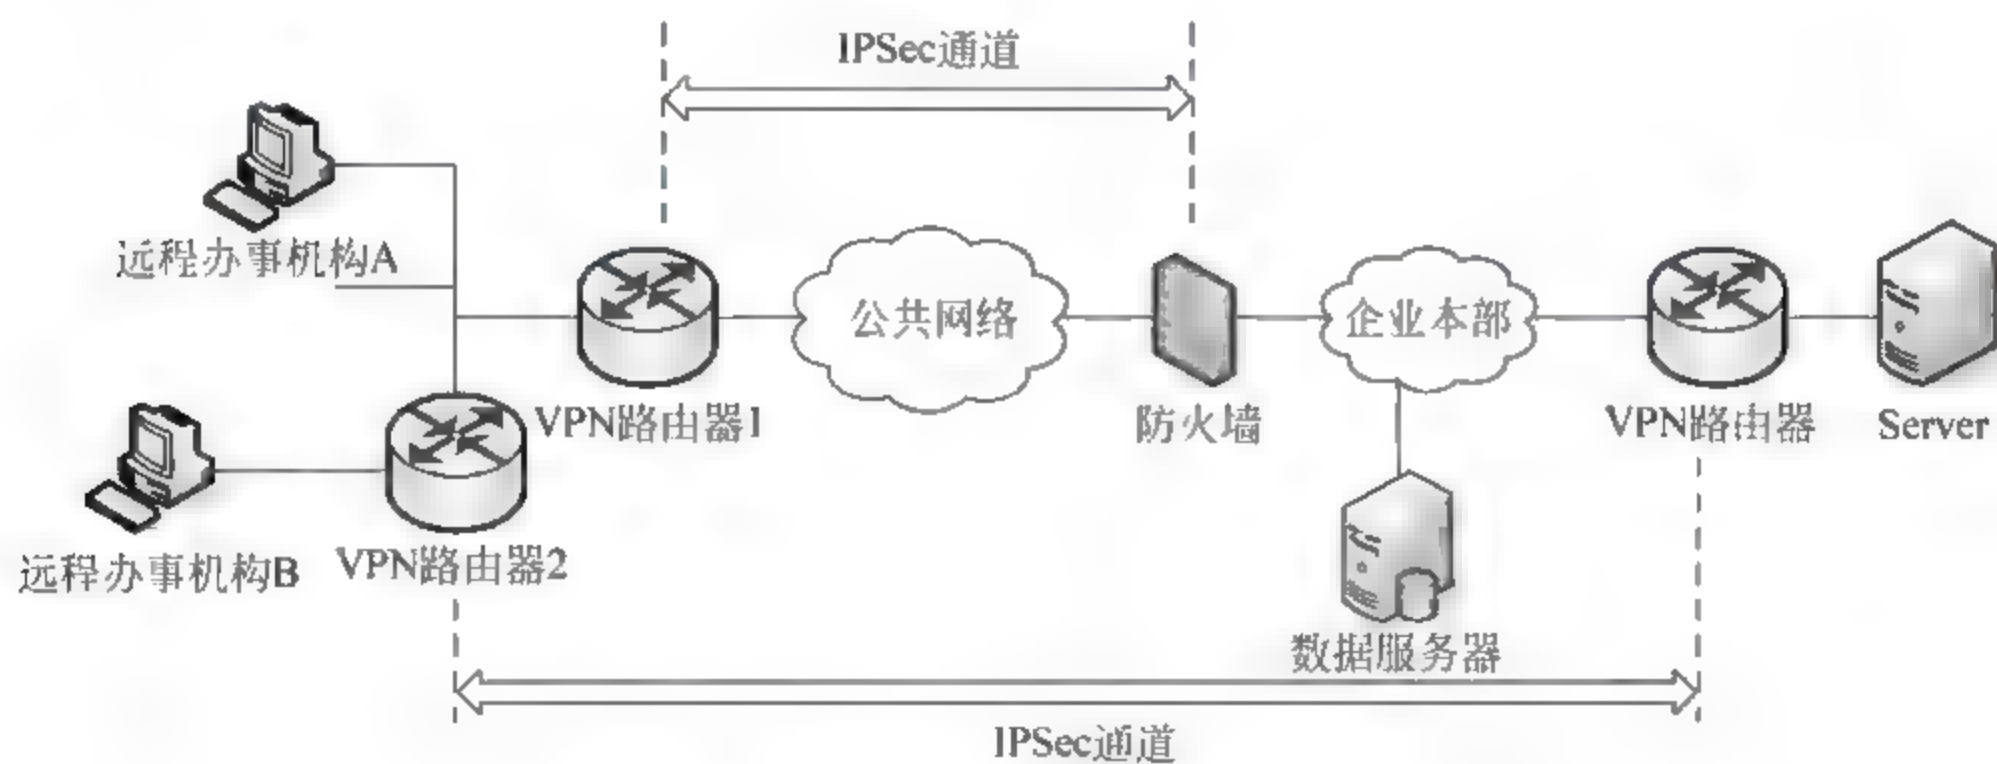 IPSec通道
远程办事机构A
公共网络
企业本部
VPN路由器1
防火墙
VPN路由器
Server
远程办事机构B
VPN路由器2
数据服务器
IPSec通道